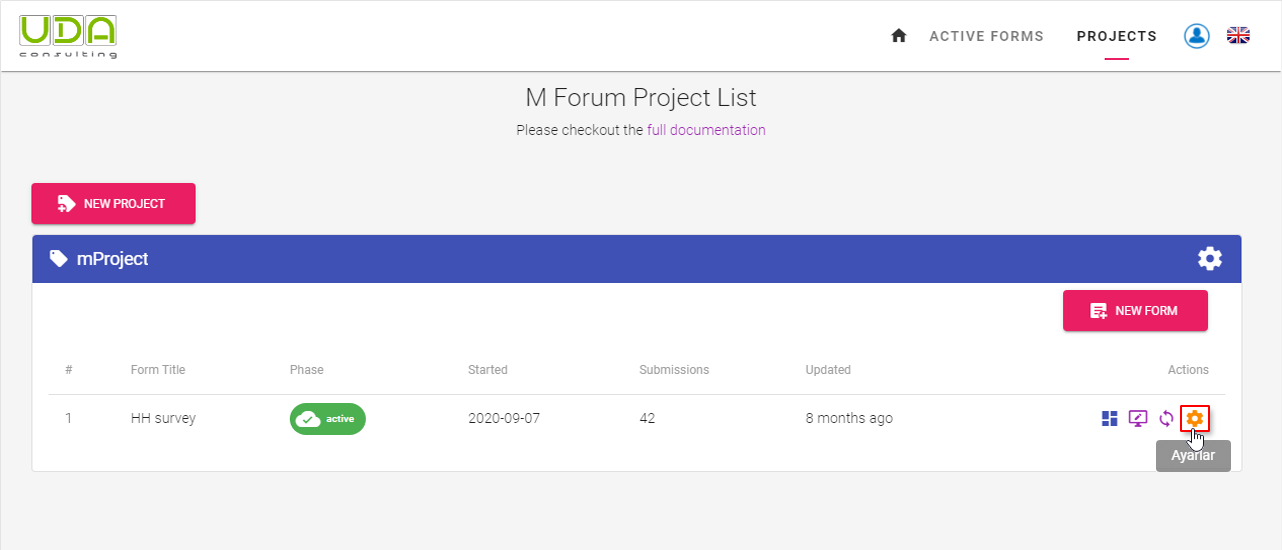 UDA
consulting
ACTIVE FORMS
PROJECTS
M Forum Project List
Please checkout the full documentation
NEW PROJECT
mProject
NEW FORM
# Form Title Phase Started Submissions Updated Actions
1 HH survey active 2020-09-07 42 8 months ago
Ayarlar